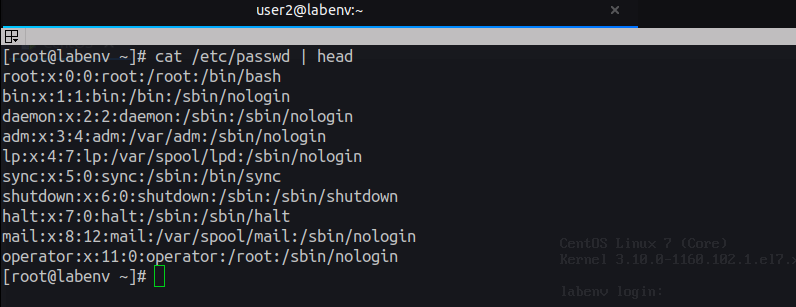 user2@labenv:~
[root@labenv ~]# cat /etc/passwd | head
root:x:0:0:root:/root:/bin/bash
bin:x:1:1:bin:/bin:/sbin/nologin
daemon:x:2:2:daemon:/sbin:/sbin/nologin
adm:x:3:4:adm:/var/adm:/sbin/nologin
lp:x:4:7:lp:/var/spool/lpd:/sbin/nologin
sync:x:5:0:sync:/sbin:/bin/sync
shutdown:x:6:0:shutdown:/sbin:/sbin/shutdown
halt:x:7:0:halt:/sbin:/sbin/halt
mail:x:8:12:mail:/var/spool/mail:/sbin/nologin
operator:x:11:0:operator:/root:/sbin/nologin
[root@labenv ~]#
CentOS Linux 7 (Core)
Kernel 3.10.0-1160.102.1.el7.x
labenv login: